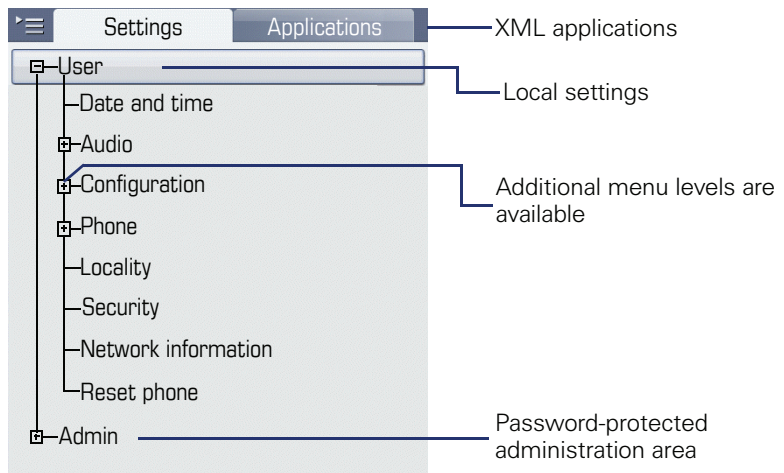 Settings Applications XML applications
User
Local settings
Date and time
Audio
Configuration
Additional menu levels are
available
Phone
Locality
Security
Network information
Reset phone
Admin
Password-protected
administration area